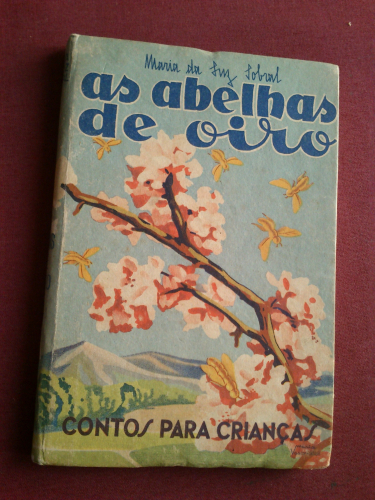 Maria da Luz Sobral
as abelhas
de oiro
CONTOS PARA CRIANÇAS